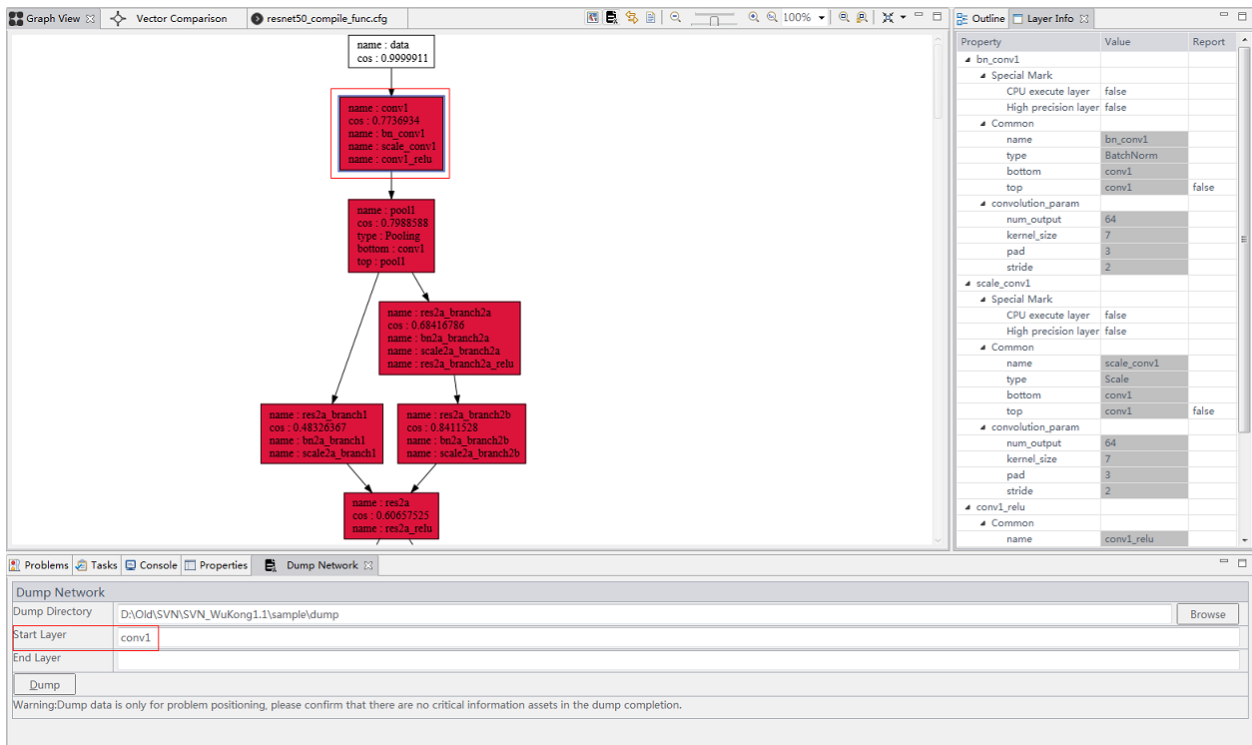 Graph View
Vector Comparison
resnet50_compile_func.cfg
100%
name : data
cos : 0.9999911
name : conv1
cos : 0.7736934
name : bn_conv1
name : scale_conv1
name : conv1_relu
name : pool1
cos : 0.7988588
type : Pooling
bottom : conv1
top : pool1
name : res2a_branch2a
cos : 0.68416786
name : bn2a_branch2a
name : scale2a_branch2a
name : res2a_branch2a_relu
name : res2a_branch1
cos : 0.48326367
name : bn2a_branch1
name : scale2a_branch1
name : res2a_branch2b
cos : 0.8411528
name : bn2a_branch2b
name : scale2a_branch2b
name : res2a
cos : 0.60657525
name : res2a_relu
Outline
Layer Info
Property Value Report
bn_conv1
Special Mark
CPU execute layer false
High precision layer false
Common
name bn_conv1
type BatchNorm
bottom conv1
top conv1 false
convolution_param
num_output 64
kernel_size 7
pad 3
stride 2
scale_conv1
Special Mark
CPU execute layer false
High precision layer false
Common
name scale_conv1
type Scale
bottom conv1
top conv1 false
convolution_param
num_output 64
kernel_size 7
pad 3
stride 2
conv1_relu
Common
name conv1_relu
Problems
Tasks
Console
Properties
Dump Network
Dump Network
Dump Directory D:\Old\SVN\SVN_WuKong1.1\sample\dump Browse
Start Layer conv1
End Layer
Dump
Warning:Dump data is only for problem positioning, please confirm that there are no critical information assets in the dump completion.